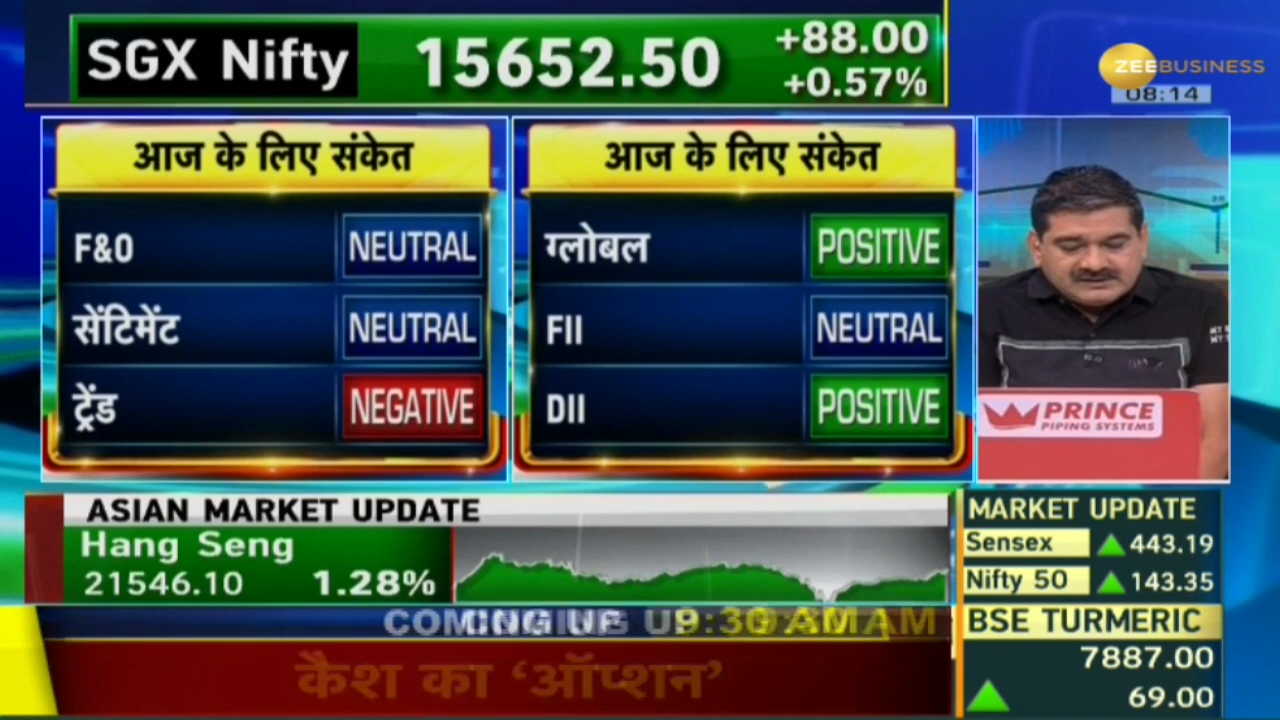 SGX Nifty 15652.50 +88.00
+0.57%
ZEEBUSINESS
08:14
आज के लिए संकेत
F&O NEUTRAL
सेंटिमेंट NEUTRAL
ट्रेंड NEGATIVE
आज के लिए संकेत
ग्लोबल POSITIVE
FII NEUTRAL
DII POSITIVE
PRINCE
PIPING SYSTEMS
ASIAN MARKET UPDATE
Hang Seng
21546.10 1.28%
MARKET UPDATE
Sensex 443.19
Nifty 50 143.35
BSE TURMERIC
7887.00
69.00
COMING UP
कैश का ‘ऑप्शन’